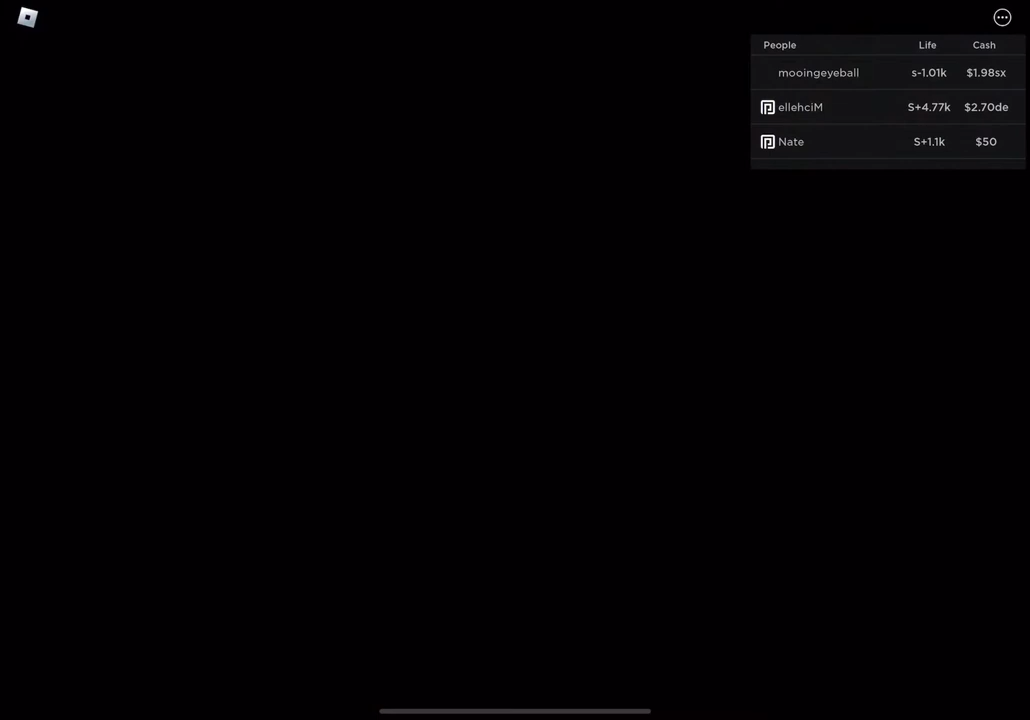 People Life Cash
mooingeyeball s-1.01k $1.98sx
ellehciM S+4.77k $2.70de
Nate S+1.1k $50